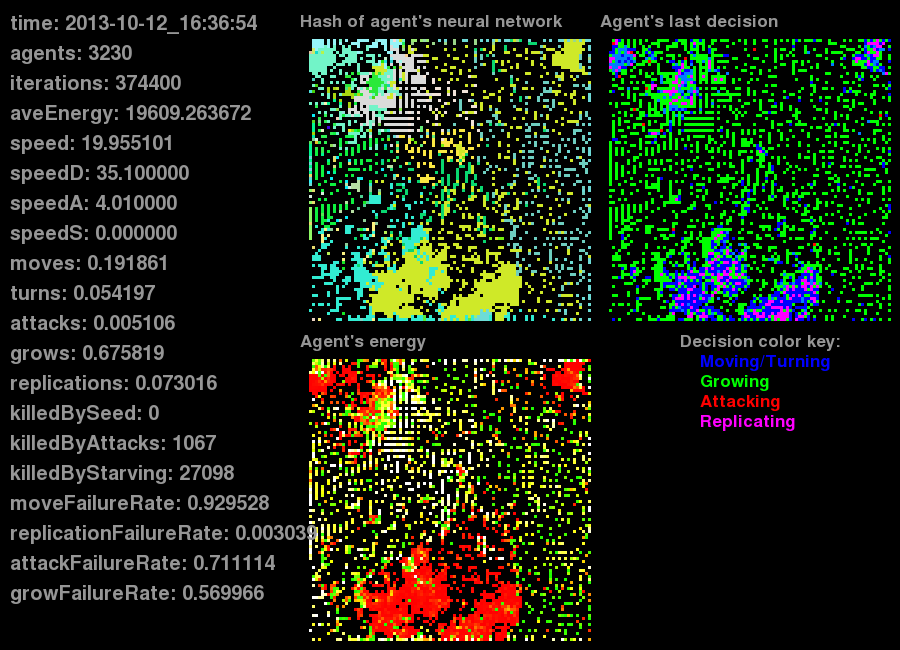 time: 2013-10-12_16:36:54
agents: 3230
iterations: 374400
aveEnergy: 19609.263672
speed: 19.955101
speedD: 35.100000
speedA: 4.010000
speedS: 0.000000
moves: 0.191861
turns: 0.054197
attacks: 0.005106
grows: 0.675819
replications: 0.073016
killedBySeed: 0
killedByAttacks: 1067
killedByStarving: 27098
moveFailureRate: 0.929528
replicationFailureRate: 0.003039
attackFailureRate: 0.711114
growFailureRate: 0.569966
Hash of agent's neural network
Agent's last decision
Agent's energy
Decision color key:
Moving/Turning
Growing
Attacking
Replicating